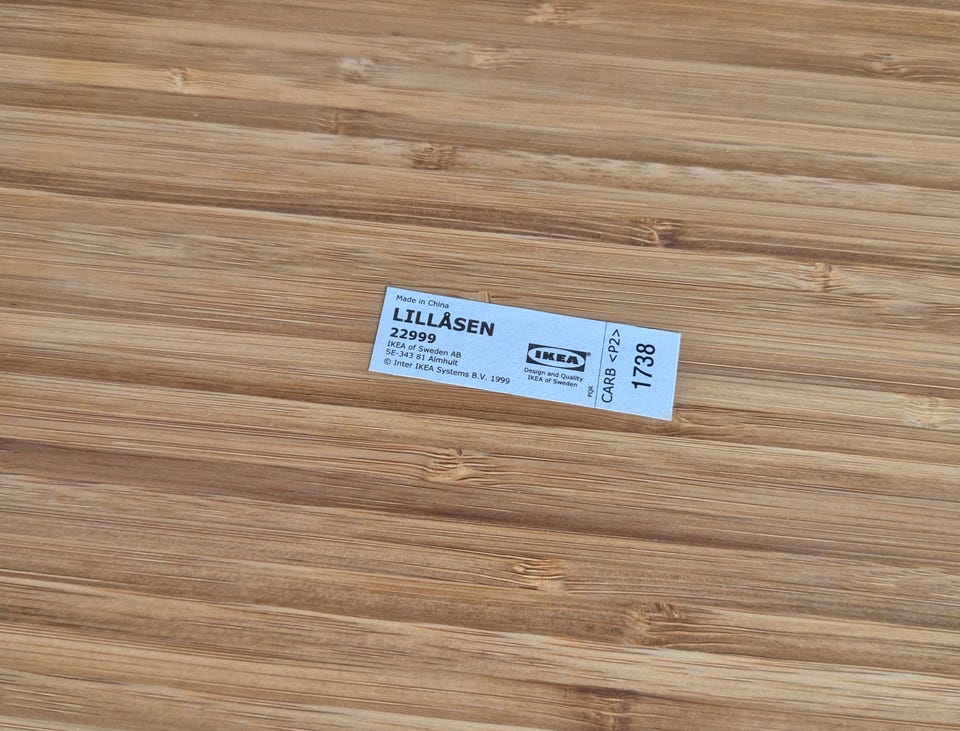 Made in China
LILLÅSEN
22999
IKEA of Sweden AB
SE-343 81 Älmhult
© Inter IKEA Systems B.V. 1999
IKEA
Design and Quality
IKEA of Sweden
PQR
CARB <P2>
1738